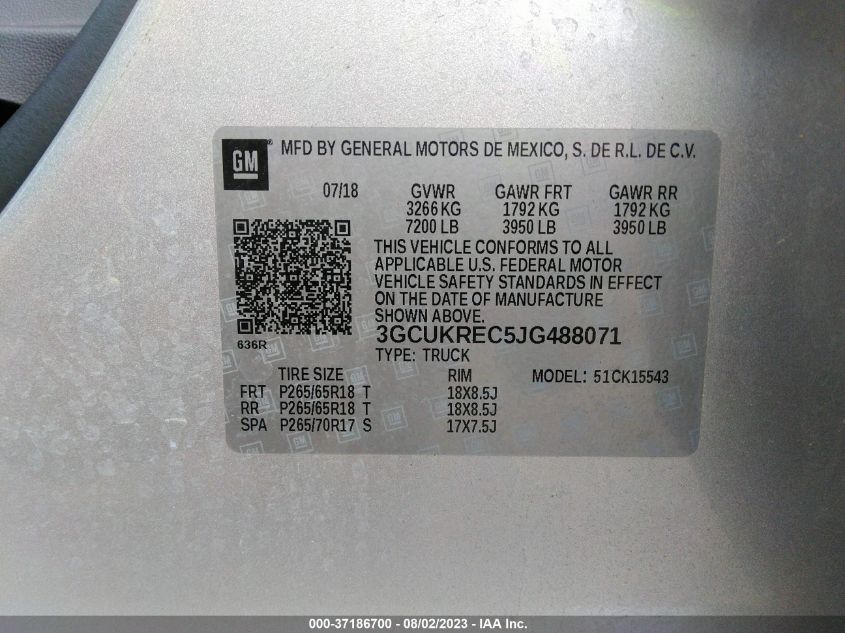 GM ® MFD BY GENERAL MOTORS DE MEXICO, S. DE R.L. DE C.V.
07/18 GVWR GAWR FRT GAWR RR
3266 KG 1792 KG 1792 KG
7200 LB 3950 LB 3950 LB
THIS VEHICLE CONFORMS TO ALL
APPLICABLE U.S. FEDERAL MOTOR
VEHICLE SAFETY STANDARDS IN EFFECT
ON THE DATE OF MANUFACTURE
SHOWN ABOVE.
3GCUKREC5JG488071
636R
TYPE: TRUCK
TIRE SIZE RIM MODEL: 51CK15543
FRT P265/65R18 T 18X8.5J
RR P265/65R18 T 18X8.5J
SPA P265/70R17 S 17X7.5J
000-37186700 - 08/02/2023 - IAA Inc.